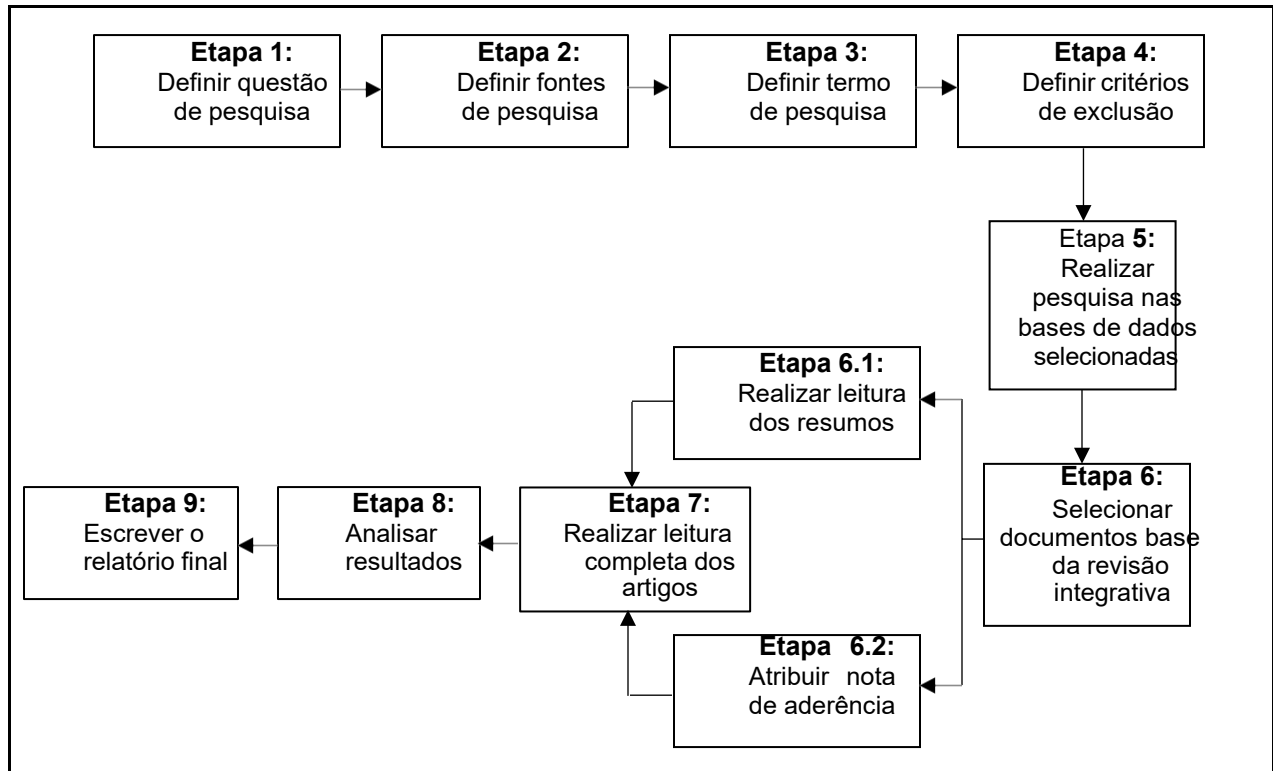 Etapa 1:
Definir questão
de pesquisa
Etapa 2:
Definir fontes
de pesquisa
Etapa 3:
Definir termo
de pesquisa
Etapa 4:
Definir critérios
de exclusão
Etapa 5:
Realizar
pesquisa nas
bases de dados
selecionadas
Etapa 6:
Selecionar
documentos base
da revisão
integrativa
Etapa 6.1:
Realizar leitura
dos resumos
Etapa 6.2:
Atribuir nota
de aderência
Etapa 7:
Realizar leitura
completa dos
artigos
Etapa 8:
Analisar
resultados
Etapa 9:
Escrever o
relatório final